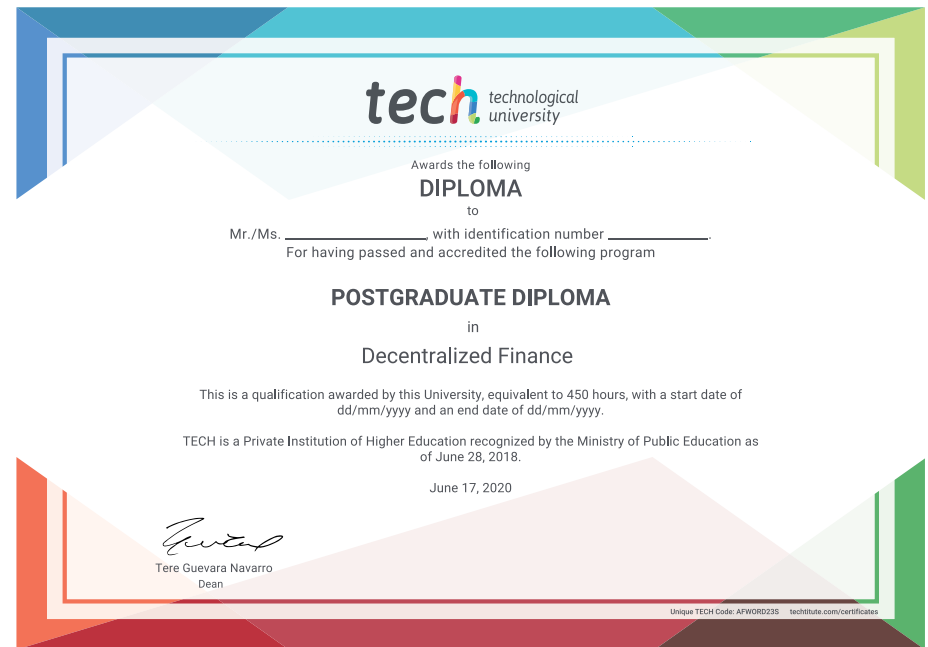 tech technological
university
Awards the following
DIPLOMA
to
Mr./Ms. ____________________, with identification number ______________.
For having passed and accredited the following program
POSTGRADUATE DIPLOMA
in
Decentralized Finance
This is a qualification awarded by this University, equivalent to 450 hours, with a start date of
dd/mm/yyyy and an end date of dd/mm/yyyy.
TECH is a Private Institution of Higher Education recognized by the Ministry of Public Education as
of June 28, 2018.
June 17, 2020
Tere Guevara Navarro
Dean
Unique TECH Code: AFWORD23S techtitute.com/certificates